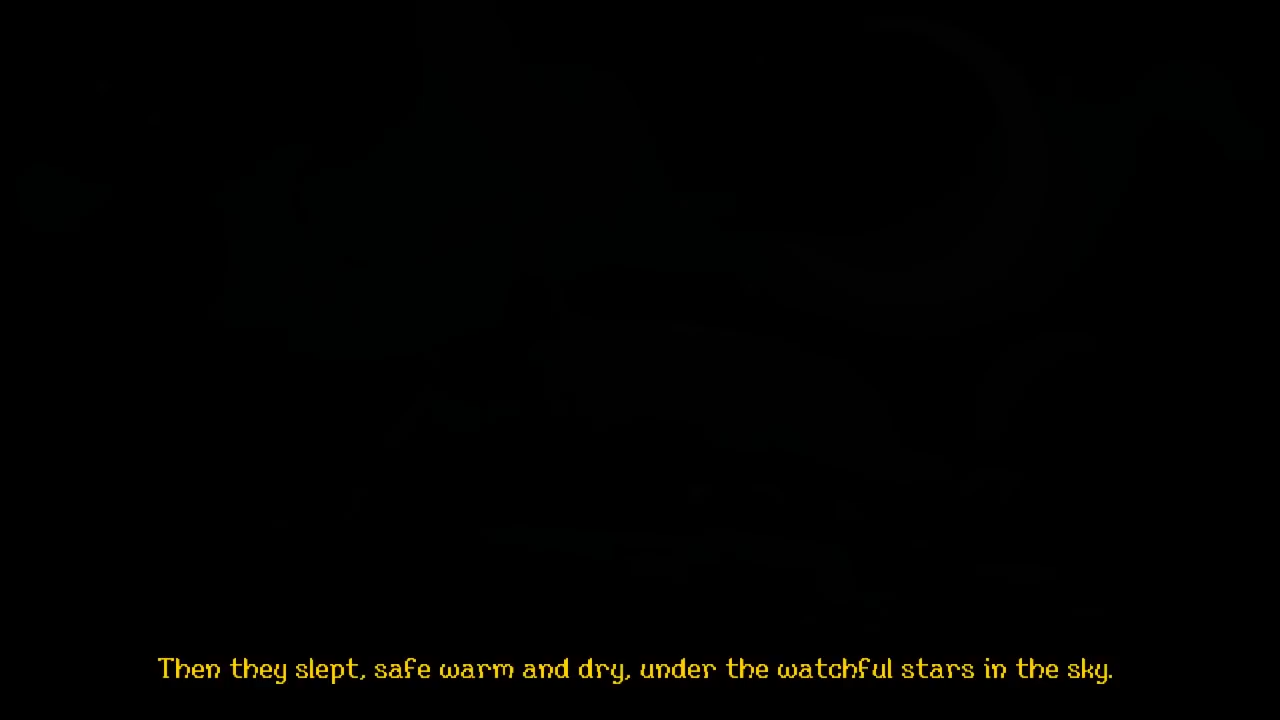 Then they slept, safe warm and dry, under the watchful stars in the sky.